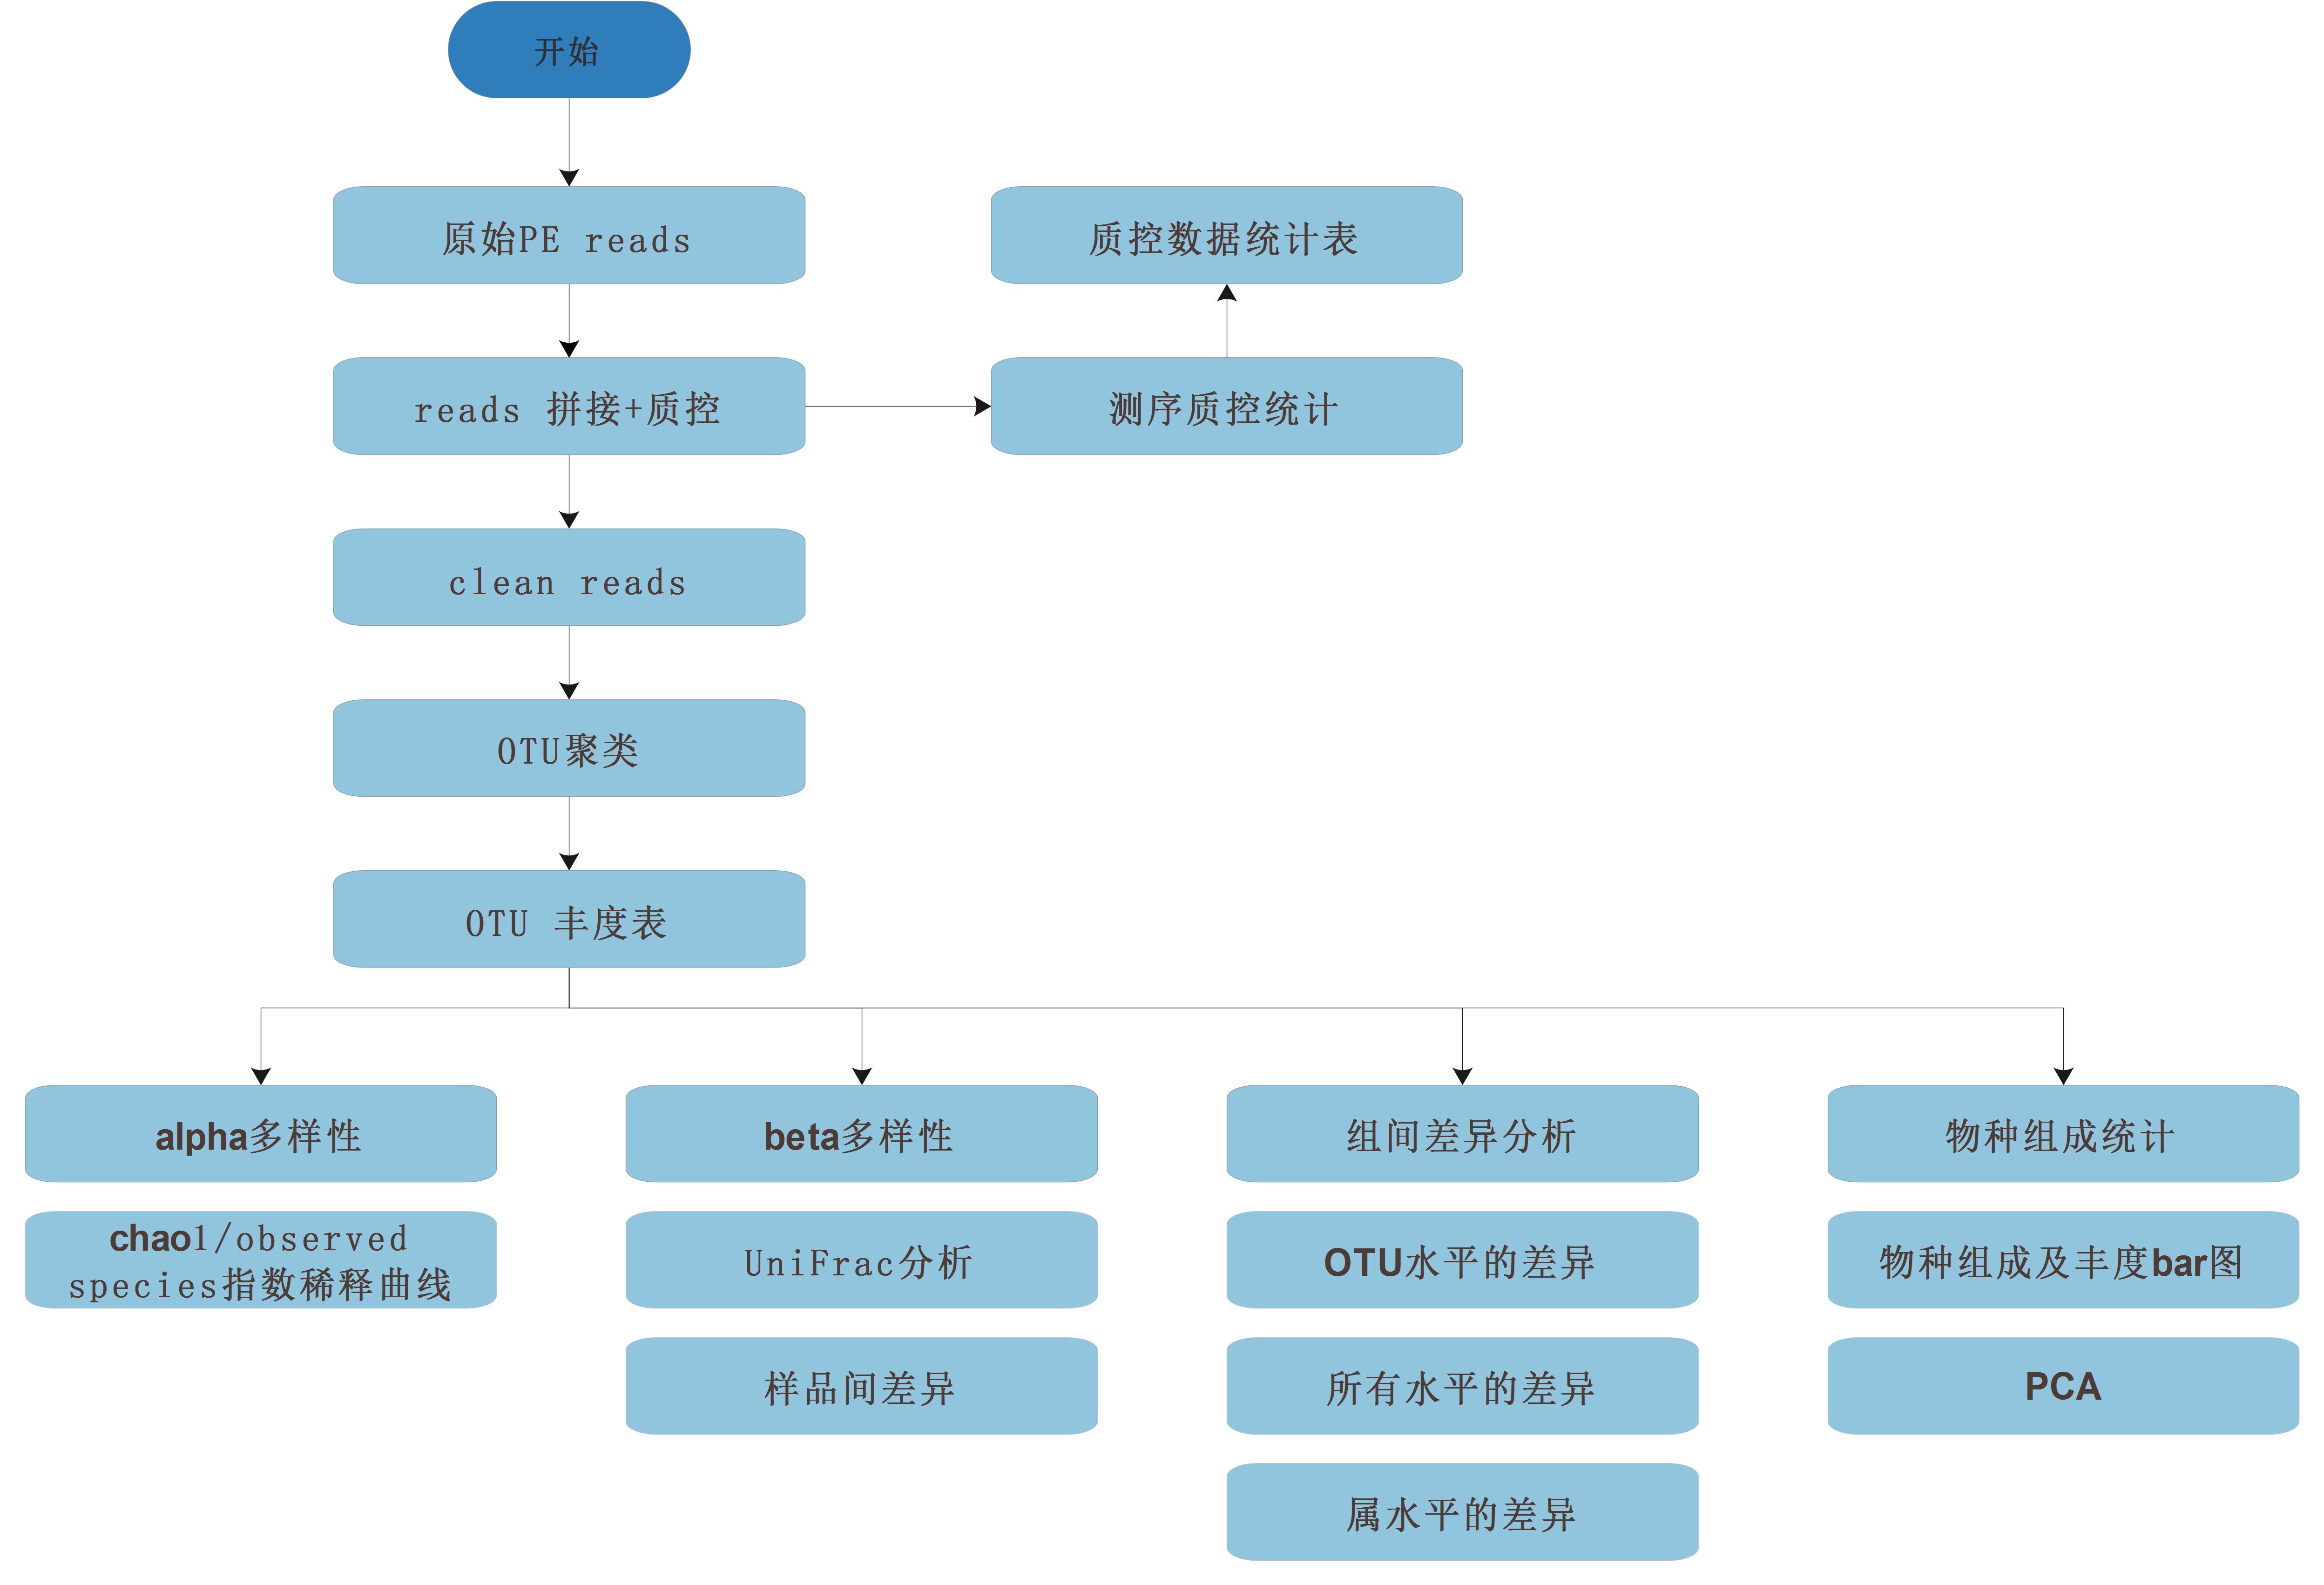 开始
原始PE reads
质控数据统计表
reads 拼接+质控
测序质控统计
clean reads
OTU聚类
OTU 丰度表
alpha多样性
beta多样性
组间差异分析
物种组成统计
chao1/observed
species指数稀释曲线
UniFrac分析
OTU水平的差异
物种组成及丰度bar图
样品间差异
所有水平的差异
PCA
属水平的差异